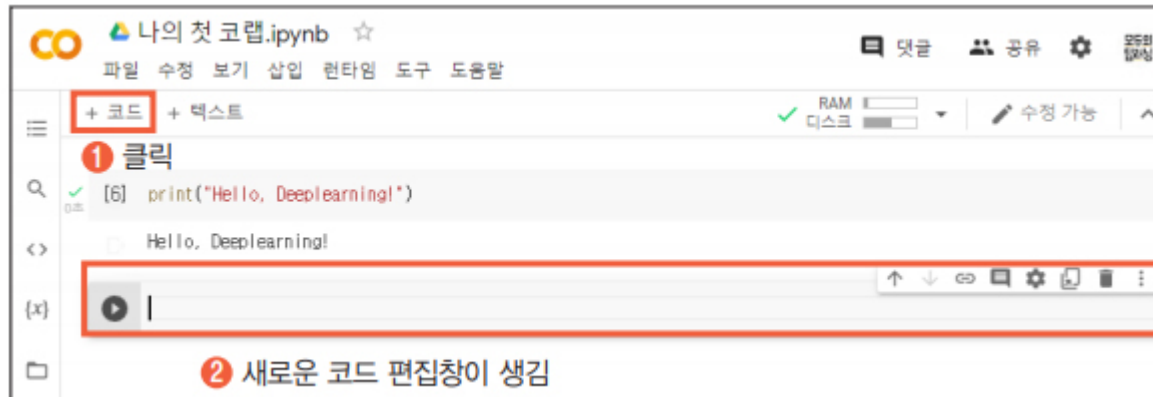 나의 첫 코랩.ipynb
댓글 공유
파일 수정 보기 삽입 런타임 도구 도움말
+ 코드 + 텍스트
RAM
디스크
수정 가능
1 클릭
[6] print("Hello, Deeplearning!")
0초
Hello, Deeplearning!
{x}
2 새로운 코드 편집창이 생김